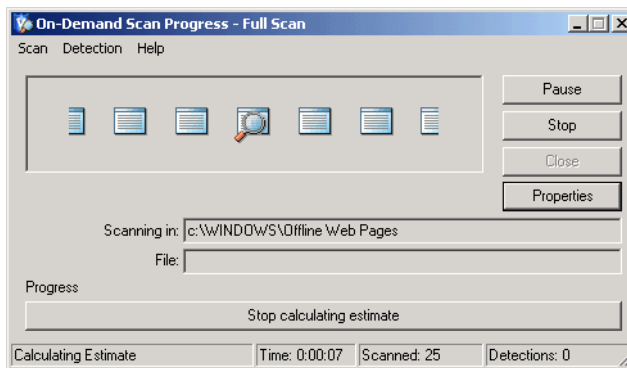 On-Demand Scan Progress - Full Scan
Scan Detection Help
Pause
Stop
Close
Properties
Scanning in: c:\WINDOWS\Offline Web Pages
File:
Progress
Stop calculating estimate
Calculating Estimate Time: 0:00:07 Scanned: 25 Detections: 0